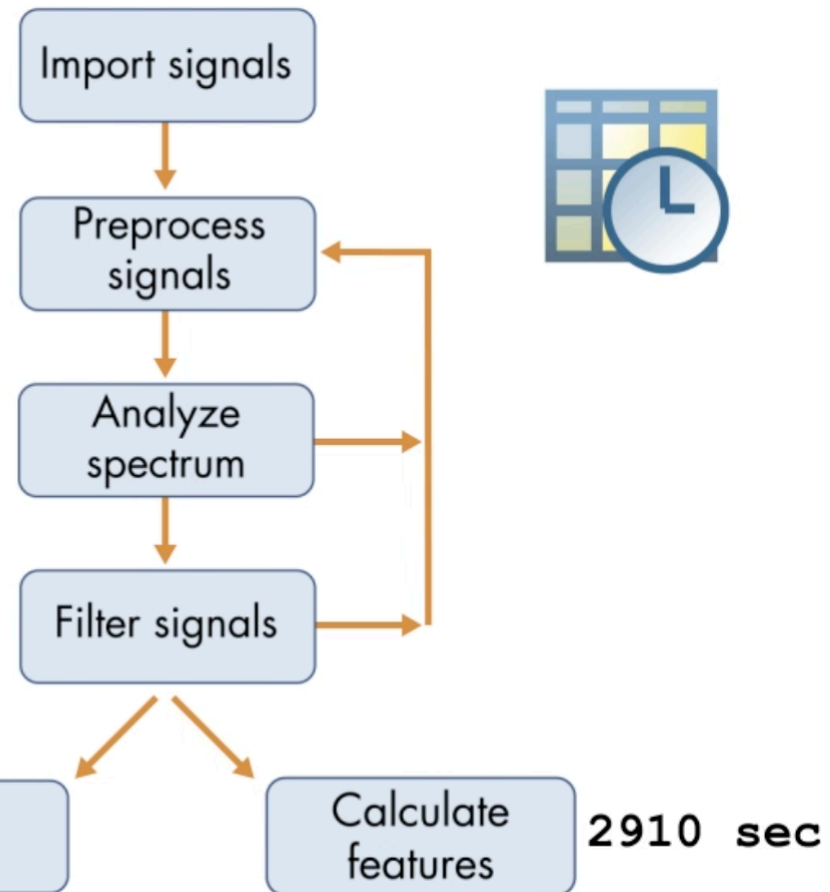 Import signals
Preprocess
signals
Analyze
spectrum
Filter signals
Calculate
features
2910 sec